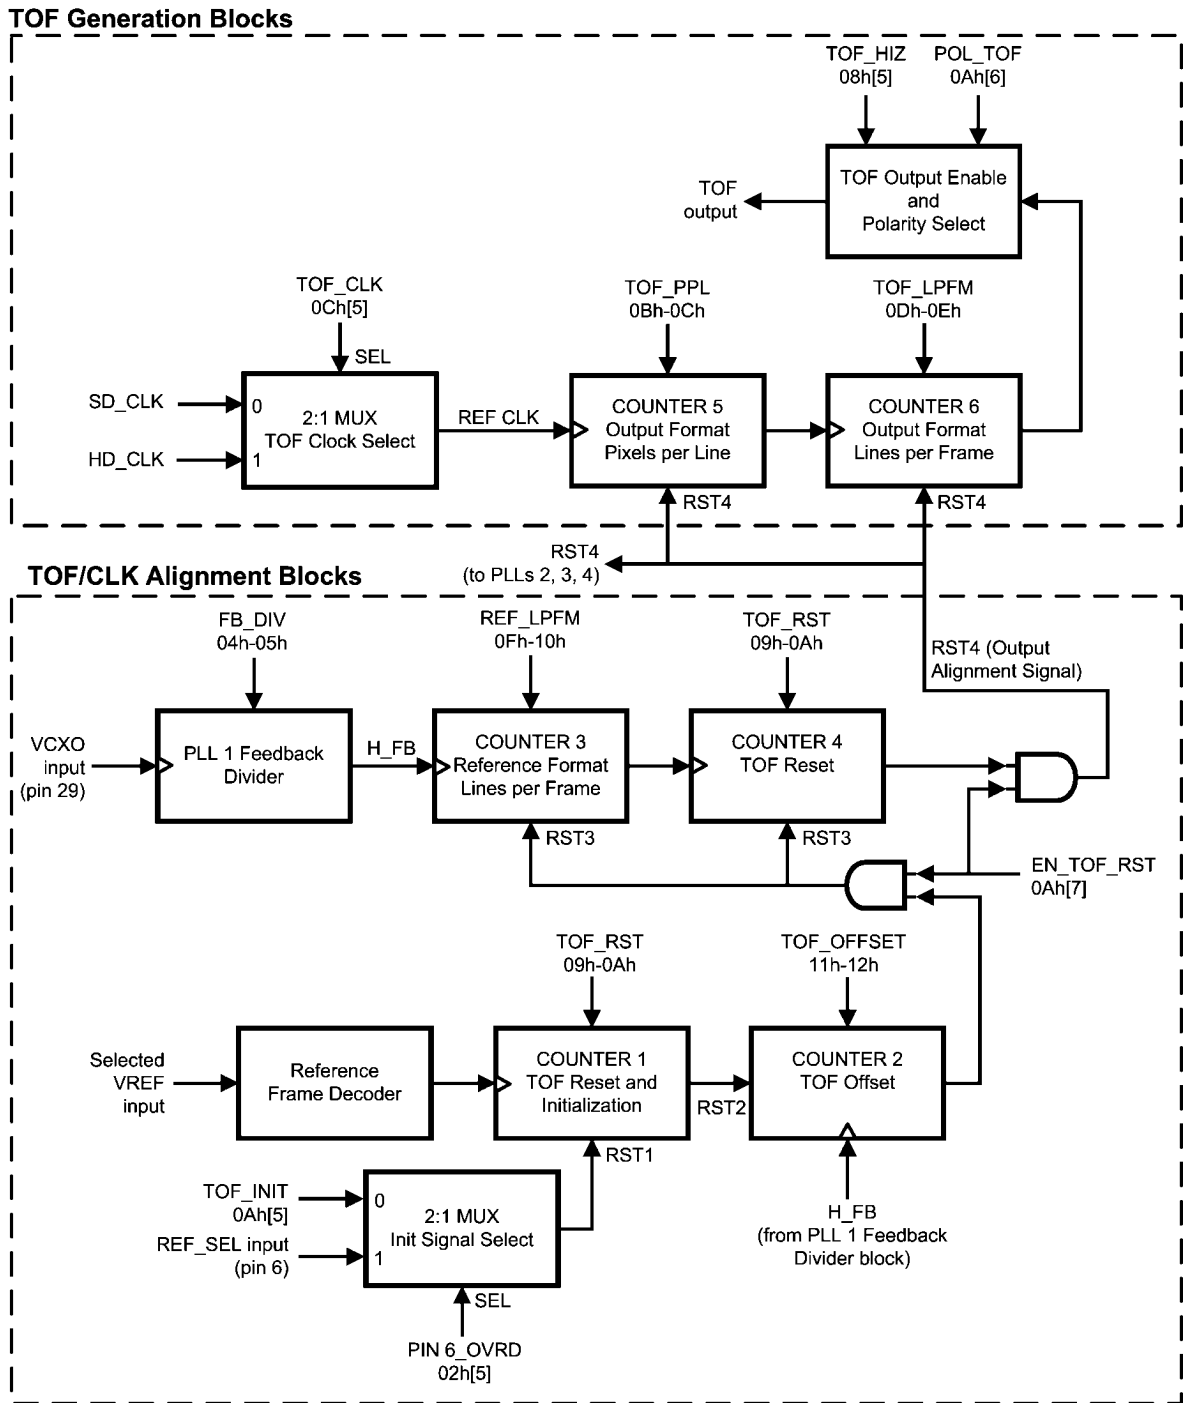 TOF Generation Blocks
TOF_HIZ
08h[5]
POL_TOF
0Ah[6]
TOF Output Enable
and
Polarity Select
TOF
output
TOF_CLK
0Ch[5]
SEL
TOF_PPL
0Bh-0Ch
TOF_LPFM
0Dh-0Eh
SD_CLK
HD_CLK
0
1
2:1 MUX
TOF Clock Select
REF CLK
COUNTER 5
Output Format
Pixels per Line
COUNTER 6
Output Format
Lines per Frame
RST4
RST4
RST4
(to PLLs 2, 3, 4)
TOF/CLK Alignment Blocks
FB_DIV
04h-05h
REF_LPFM
0Fh-10h
TOF_RST
09h-0Ah
RST4 (Output
Alignment Signal)
VCXO
input
(pin 29)
PLL 1 Feedback
Divider
H_FB
COUNTER 3
Reference Format
Lines per Frame
COUNTER 4
TOF Reset
RST3
RST3
EN_TOF_RST
0Ah[7]
TOF_RST
09h-0Ah
TOF_OFFSET
11h-12h
Selected
VREF
input
Reference
Frame Decoder
COUNTER 1
TOF Reset and
Initialization
RST2
COUNTER 2
TOF Offset
RST1
TOF_INIT
0Ah[5]
REF_SEL input
(pin 6)
0
1
2:1 MUX
Init Signal Select
H_FB
(from PLL 1 Feedback
Divider block)
SEL
PIN 6_OVRD
02h[5]